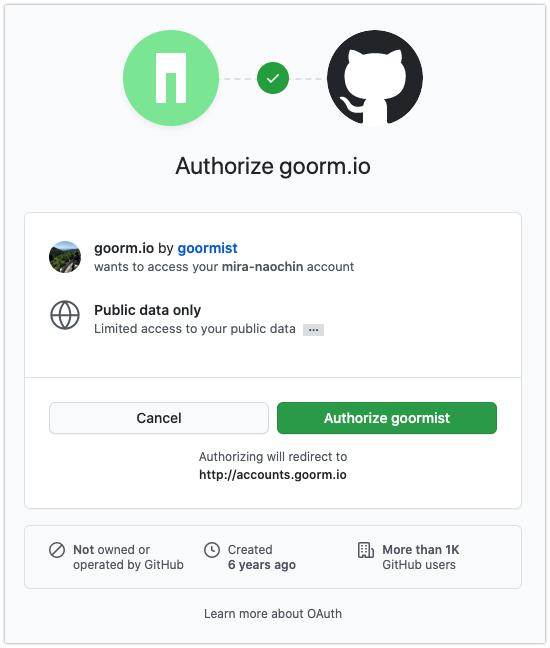 Authorize goorm.io
goorm.io by goormist
wants to access your mira-naochin account
Public data only
Limited access to your public data ...
Cancel
Authorize goormist
Authorizing will redirect to
http://accounts.goorm.io
Not owned or
operated by GitHub
Created
6 years ago
More than 1K
GitHub users
Learn more about OAuth